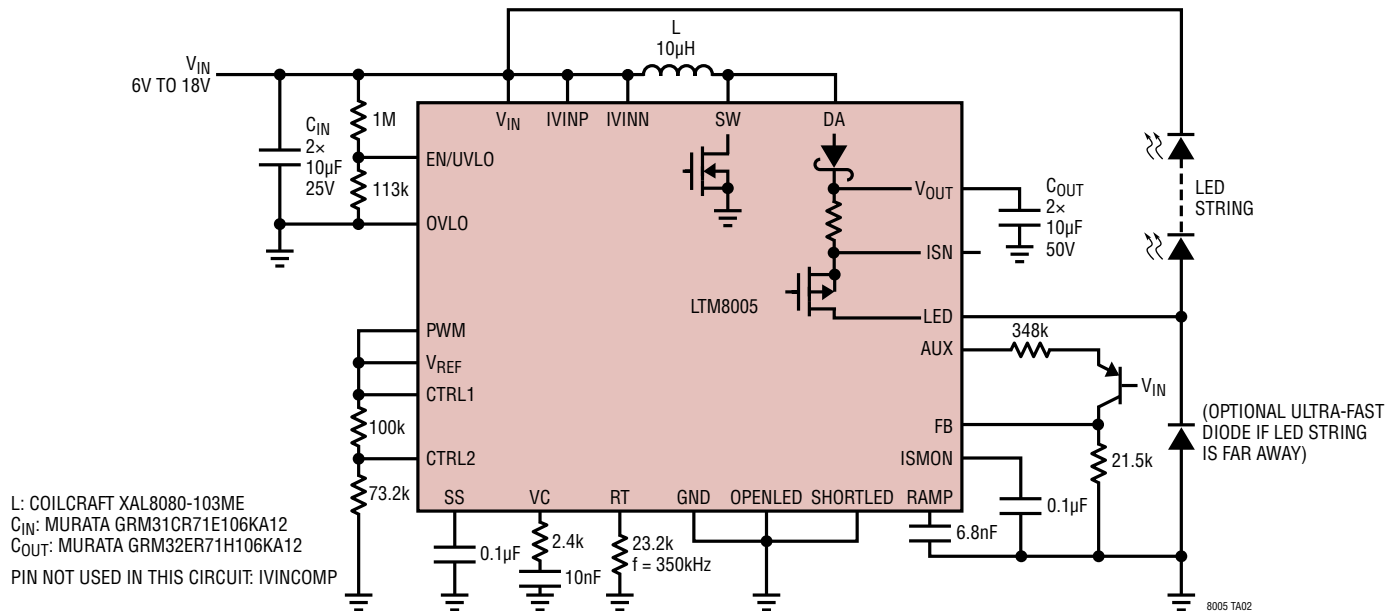 L
10µH
VIN
6V TO 18V
1M
CIN
2×
10µF
25V
113k
VIN
IVINP
IVINN
SW
DA
EN/UVLO
OVLO
VOUT
COUT
2×
10µF
50V
ISN
LED
STRING
LTM8005
LED
PWM
VREF
CTRL1
100k
CTRL2
73.2k
AUX
348k
VIN
FB
ISMON
21.5k
(OPTIONAL ULTRA-FAST
DIODE IF LED STRING
IS FAR AWAY)
SS
VC
RT
GND
OPENLED
SHORTLED
RAMP
0.1µF
2.4k
10nF
23.2k
f = 350kHz
6.8nF
0.1µF
L: COILCRAFT XAL8080-103ME
CIN: MURATA GRM31CR71E106KA12
COUT: MURATA GRM32ER71H106KA12
PIN NOT USED IN THIS CIRCUIT: IVINCOMP
8005 TA02